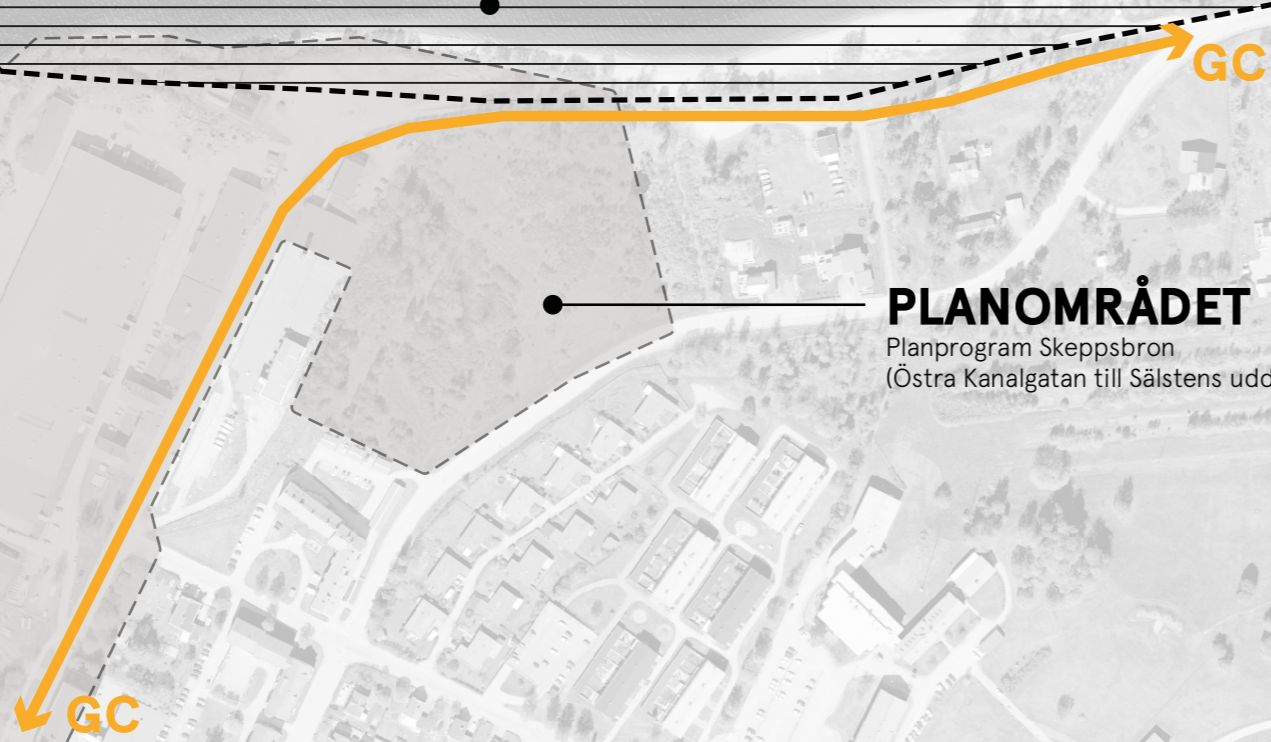 GC
PLANOMRÅDET
Planprogram Skeppsbron
(Östra Kanalgatan till Sälstens udd
GC